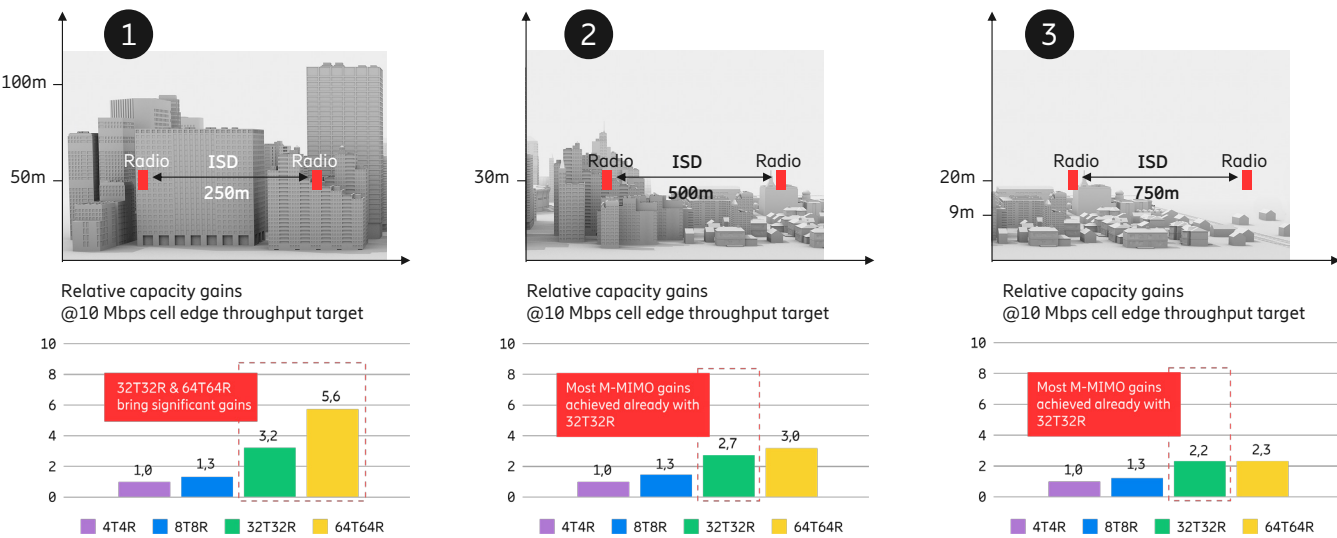 1
100m
50m
Radio
ISD
Radio
250m
Relative capacity gains
@10 Mbps cell edge throughput target
10
8
6
4
2
0
32T32R & 64T64R
bring significant gains
1,0
1,3
3,2
5,6
4T4R
8T8R
32T32R
64T64R
2
30m
Radio
ISD
Radio
500m
Relative capacity gains
@10 Mbps cell edge throughput target
10
8
6
4
2
0
Most M-MIMO gains
achieved already with
32T32R
1,0
1,3
2,7
3,0
4T4R
8T8R
32T32R
64T64R
3
20m
9m
Radio
ISD
Radio
750m
Relative capacity gains
@10 Mbps cell edge throughput target
10
8
6
4
2
0
Most M-MIMO gains
achieved already with
32T32R
1,0
1,3
2,2
2,3
4T4R
8T8R
32T32R
64T64R